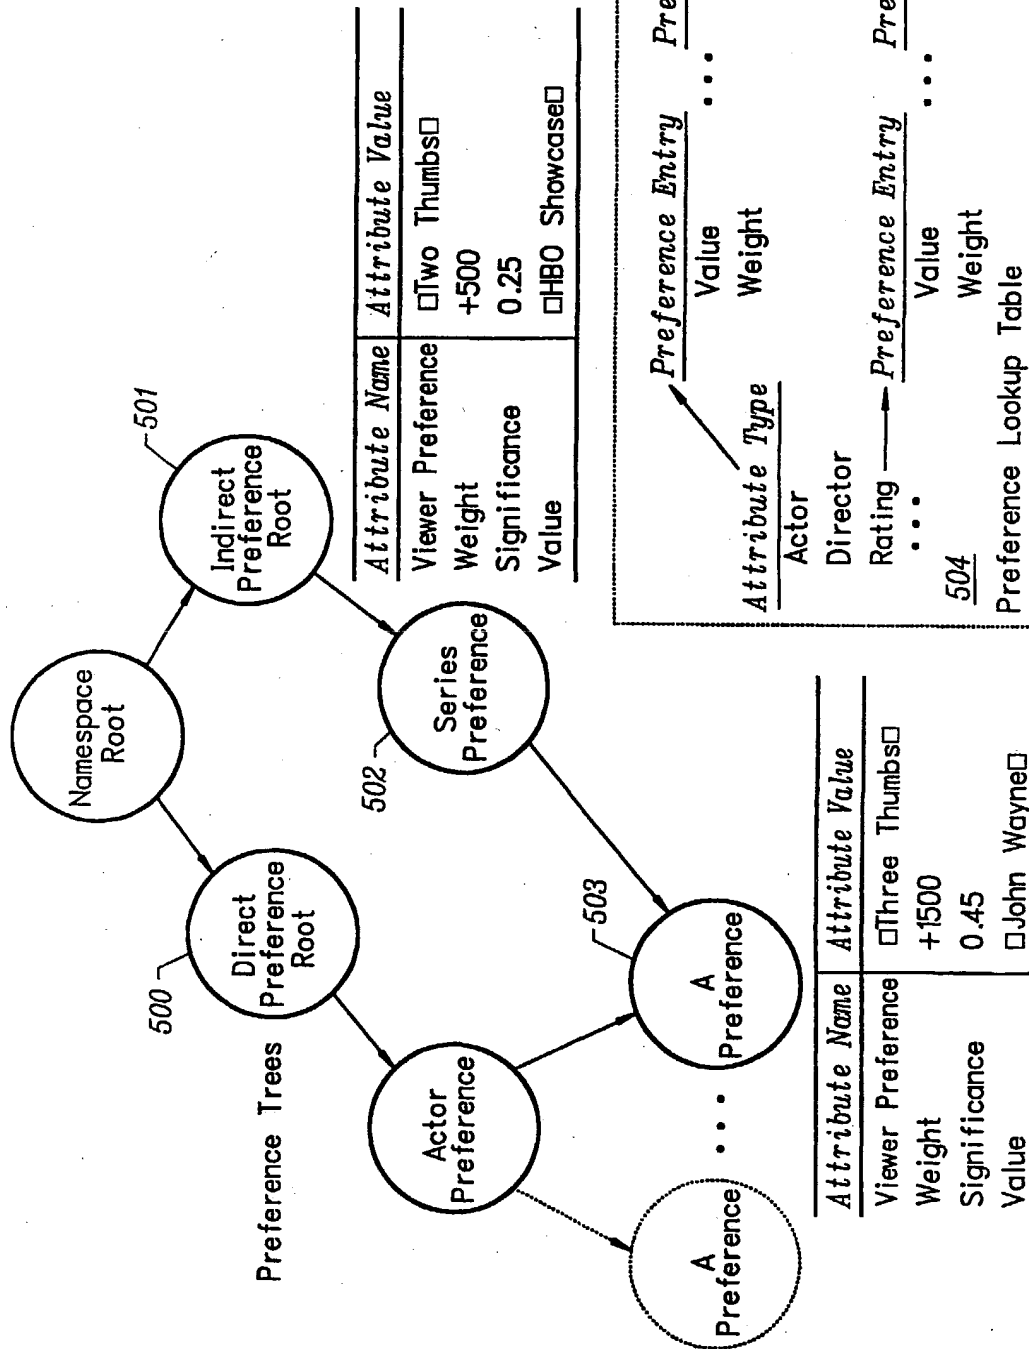 Preference Trees
Namespace
Root
500
Direct
Preference
Root
501
Indirect
Preference
Root
Actor
Preference
502
Series
Preference
A
Preference
• • •
503
A
Preference
Attribute Name Attribute Value
Viewer Preference □Two Thumbs□
Weight +500
Significance 0.25
Value □HBO Showcase□
Attribute Name Attribute Value
Viewer Preference □Three Thumbs□
Weight +1500
Significance 0.45
Value □John Wayne□
Attribute Type
Actor
Director
Rating
• • •
Preference Entry Pre
Value • • •
Weight
Preference Entry Pre
Value • • •
Weight
504
Preference Lookup Table